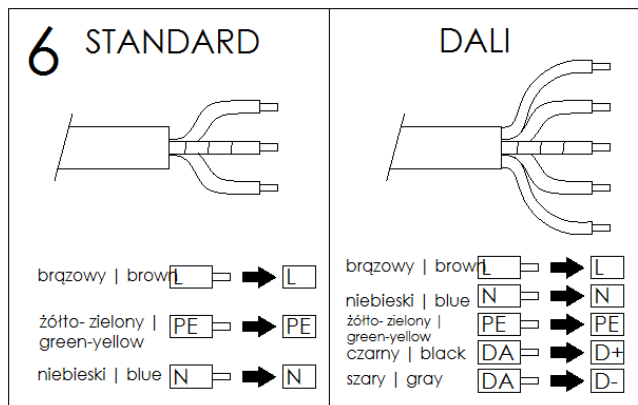 6 STANDARD
brązowy | brown L L
żółto- zielony |
green-yellow PE PE
niebieski | blue N N
DALI
brązowy | brown L L
niebieski | blue N N
żółto- zielony |
green-yellow PE PE
czarny | black DA D+
szary | gray DA D-